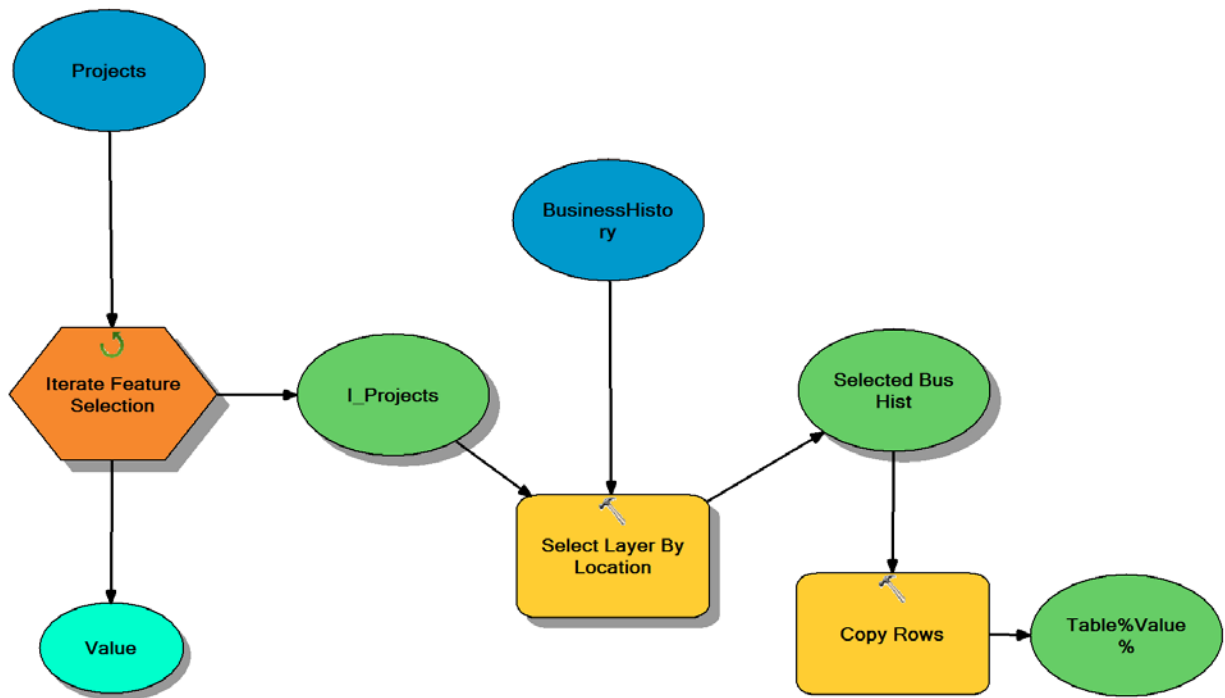 Projects
BusinessHisto
ry
Iterate Feature
Selection
I_Projects
Selected Bus
Hist
Select Layer By
Location
Copy Rows
Table%Value
%
Value